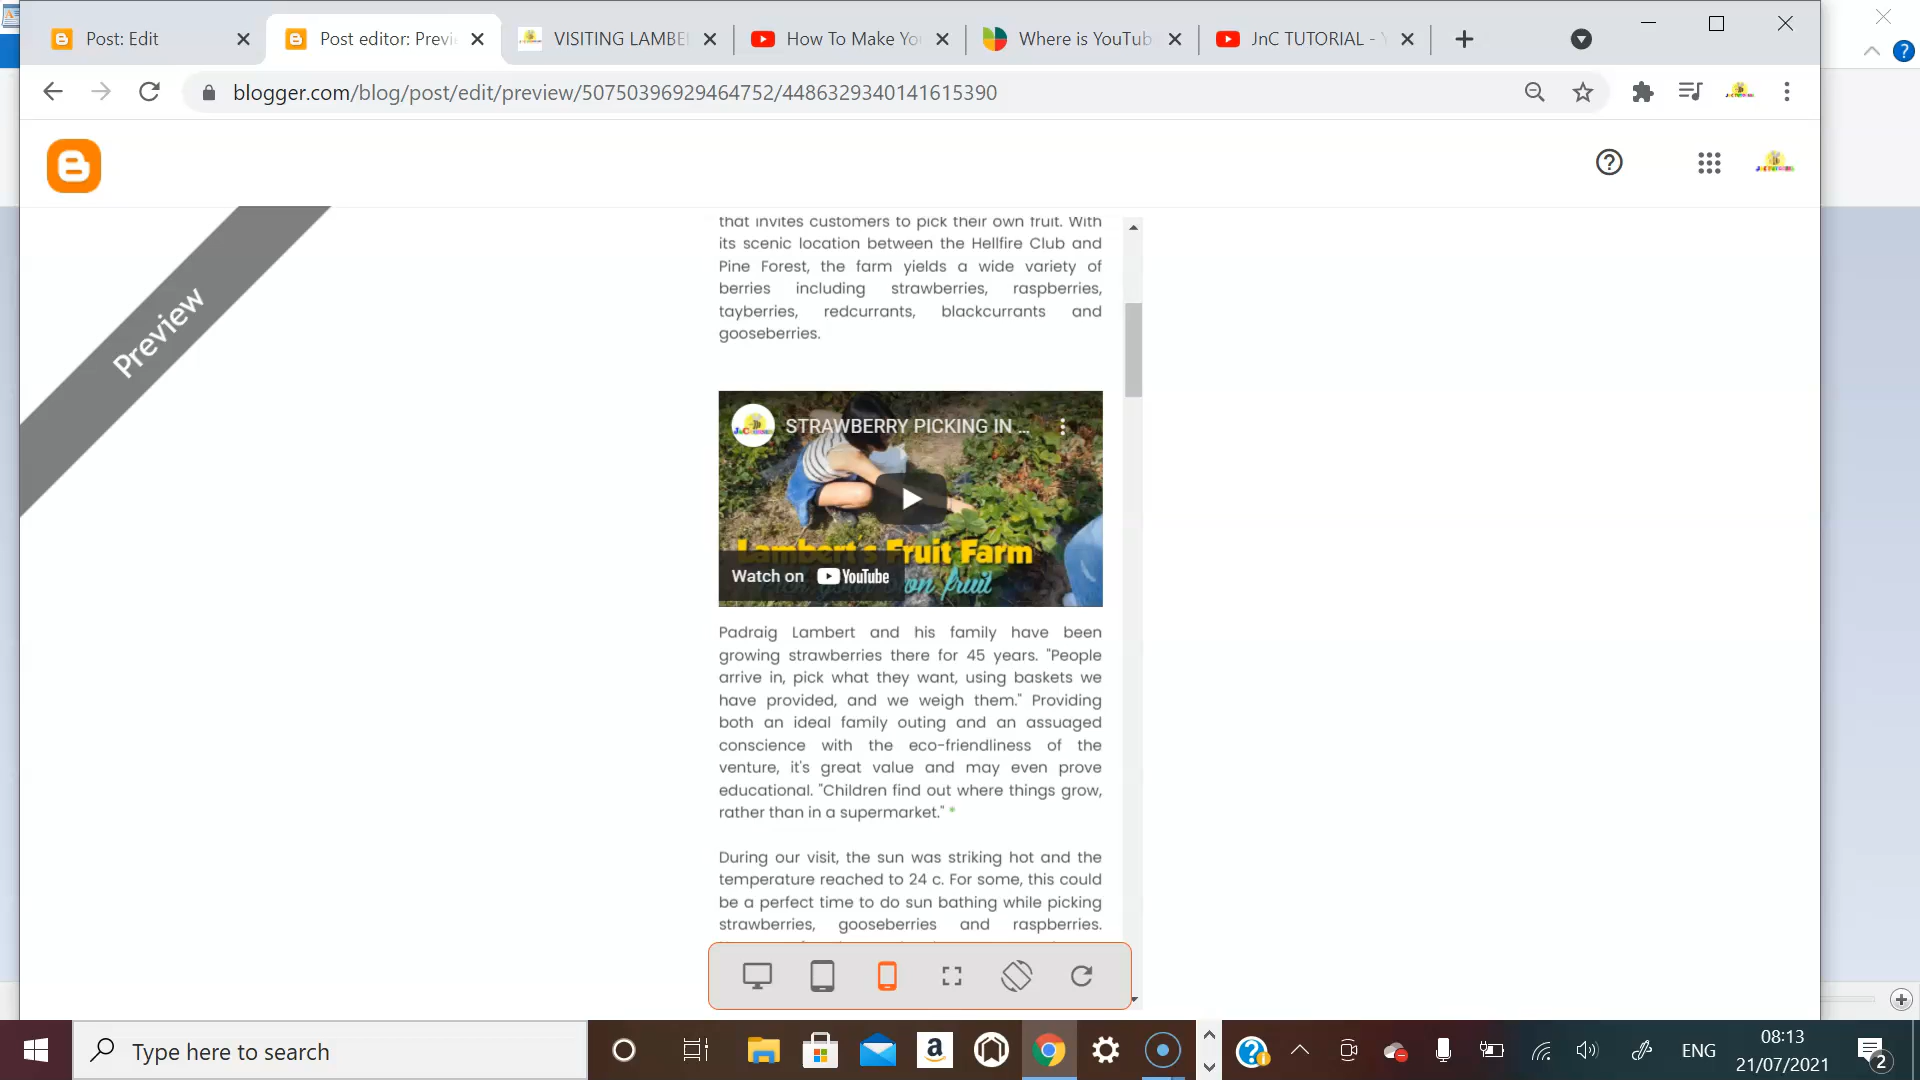 Post: Edit
Post editor: Previ
VISITING LAMBE
How To Make Yo
Where is YouTub
JnC TUTORIAL - Y
blogger.com/blog/post/edit/preview/50750396929464752/4486329340141615390
Preview
that invites customers to pick their own fruit. With
its scenic location between the Hellfire Club and
Pine Forest, the farm yields a wide variety of
berries including strawberries, raspberries,
tayberries, redcurrants, blackcurrants and
gooseberries.
STRAWBERRY PICKING IN ...
Lambert's Fruit Farm
Watch on YouTube
on fruit
Padraig Lambert and his family have been
growing strawberries there for 45 years. "People
arrive in, pick what they want, using baskets we
have provided, and we weigh them." Providing
both an ideal family outing and an assuaged
conscience with the eco-friendliness of the
venture, it's great value and may even prove
educational. "Children find out where things grow,
rather than in a supermarket." *
During our visit, the sun was striking hot and the
temperature reached to 24 c. For some, this could
be a perfect time to do sun bathing while picking
strawberries, gooseberries and raspberries.
Type here to search
ENG
08:13
21/07/2021
2